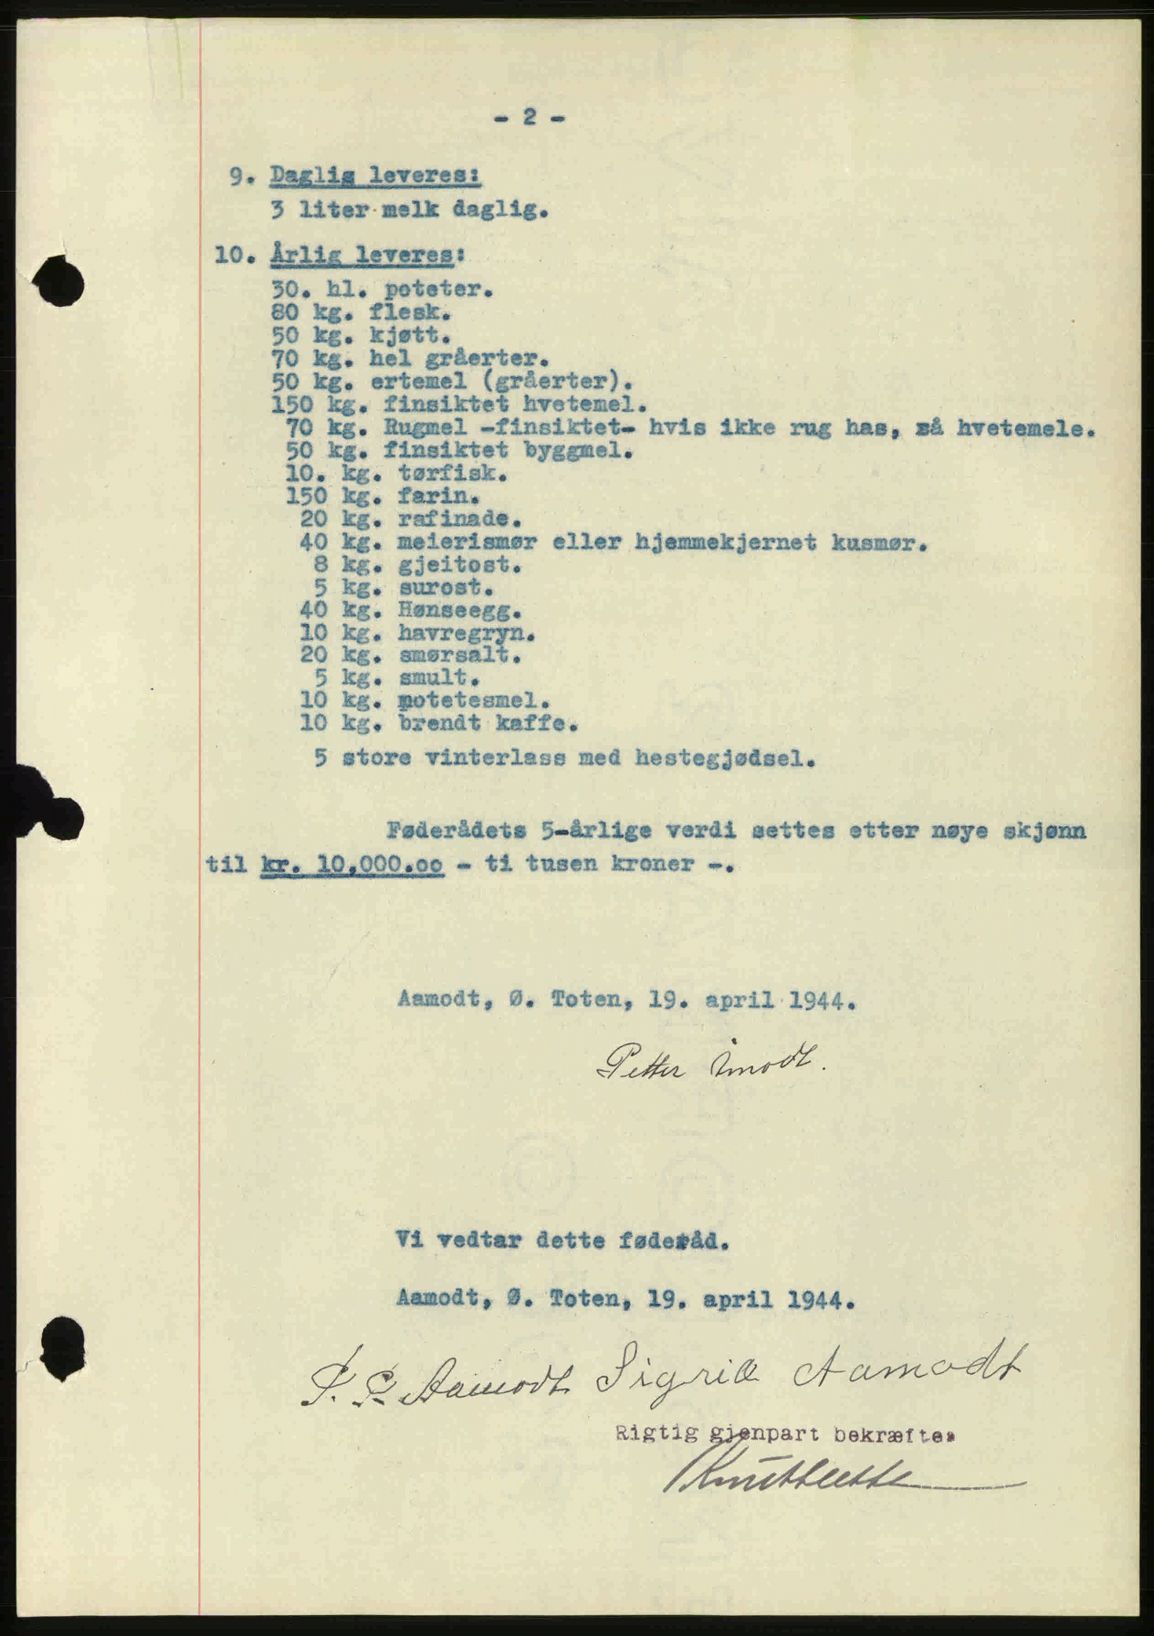 - 2 -
9. Daglig leveres:
3 liter melk daglig.
10. Årlig leveres:
30. hl. poteter.
80 kg. flesk.
50 kg. kjøtt.
70 kg. hel gråerter.
50 kg. ertemel (gråerter).
150 kg. finsiktet hvetemel.
70 kg. Rugmel -finsiktet- hvis ikke rug has, så hvetemele.
50 kg. finsiktet byggmel.
10. kg. tørfisk.
150 kg. farin.
20 kg. rafinade.
40 kg. meierismør eller hjemmekjernet kusmør.
8 kg. gjeitost.
5 kg. surost.
40 kg. Hønseegg.
10 kg. havregryn.
20 kg. smørsalt.
5 kg. smult.
10 kg. potetesmel.
10 kg. brendt kaffe.
5 store vinterlass med hestegjødsel.
Føderådets 5-årlige verdi settes etter nøye skjønn
til kr. 10,000.oo - ti tusen kroner -.
Aamodt, Ø. Toten, 19. april 1944.
Petter Åmodt.
Vi vedtar dette føderåd.
Aamodt, Ø. Toten, 19. april 1944.
P. P. Aamodt Sigrid Aamodt
Rigtig gjenpart bekræftes